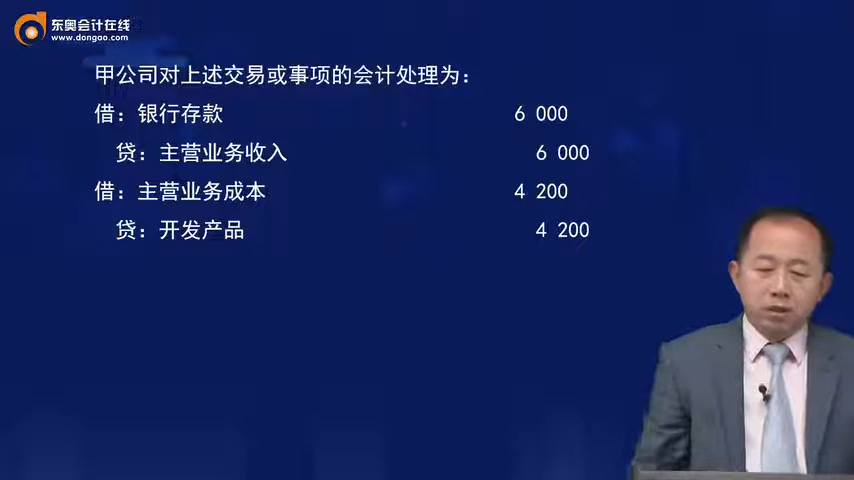 东奥会计在线
www.dongao.com
甲公司对上述交易或事项的会计处理为：
借：银行存款 6 000
贷：主营业务收入 6 000
借：主营业务成本 4 200
贷：开发产品 4 200